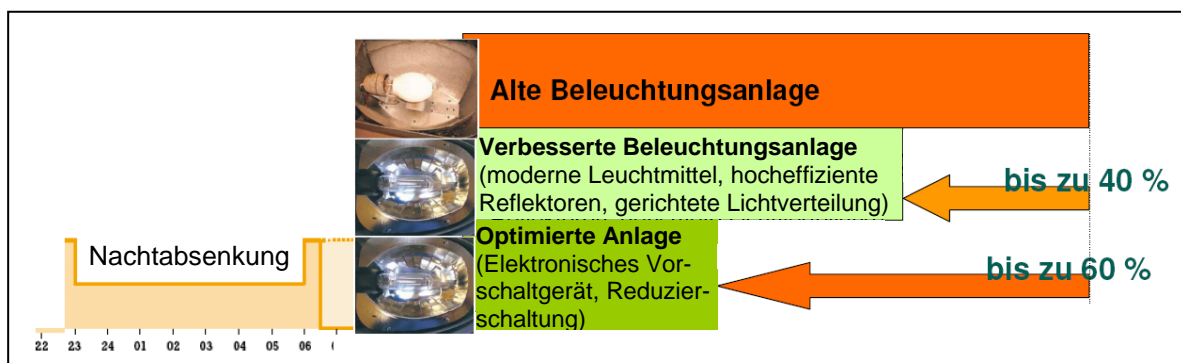 Alte Beleuchtungsanlage
Verbesserte Beleuchtungsanlage
(moderne Leuchtmittel, hocheffiziente
Reflektoren, gerichtete Lichtverteilung)
bis zu 40 %
Optimierte Anlage
(Elektronisches Vor-
schaltgerät, Reduzier-
schaltung)
bis zu 60 %
Nachtabsenkung
22 23 24 01 02 03 04 05 06